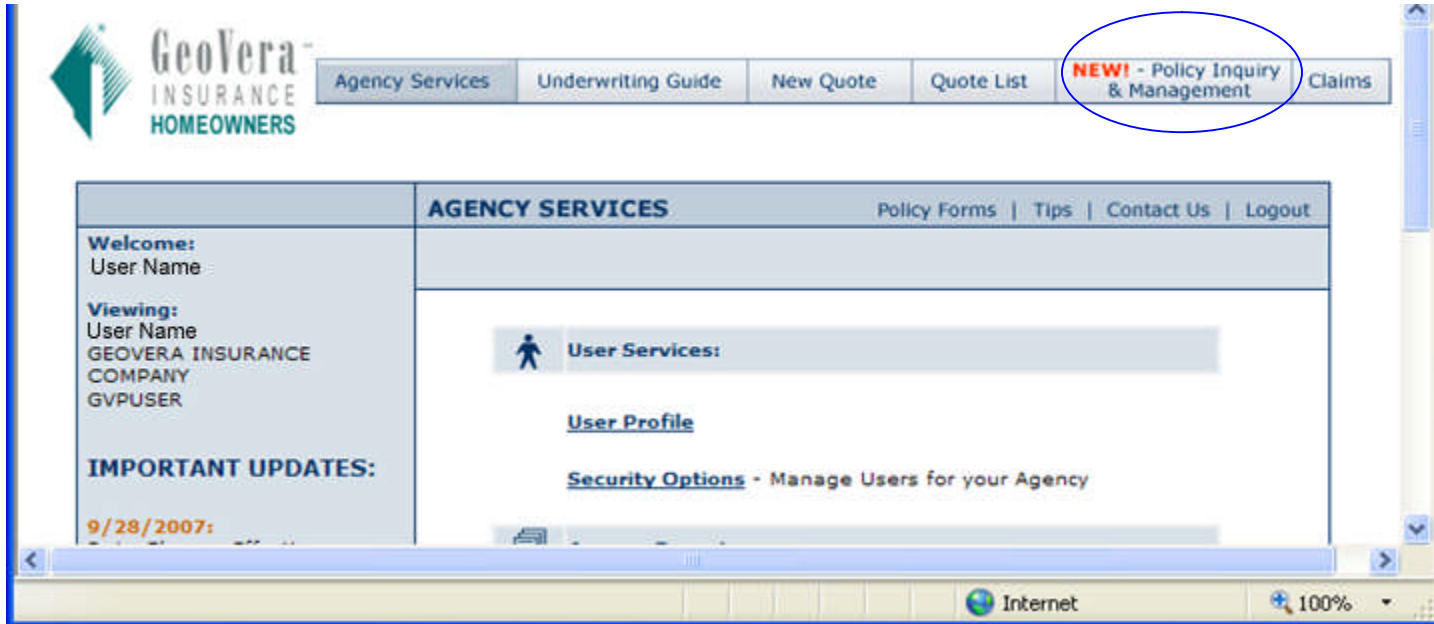 GeoVera
INSURANCE
HOMEOWNERS
Agency Services
Underwriting Guide
New Quote
Quote List
NEW! - Policy Inquiry
& Management
Claims
AGENCY SERVICES
Policy Forms | Tips | Contact Us | Logout
Welcome:
User Name
Viewing:
User Name
GEOVERA INSURANCE
COMPANY
GVPUSER
IMPORTANT UPDATES:
9/28/2007:
User Services:
User Profile
Security Options - Manage Users for your Agency
Internet
100%